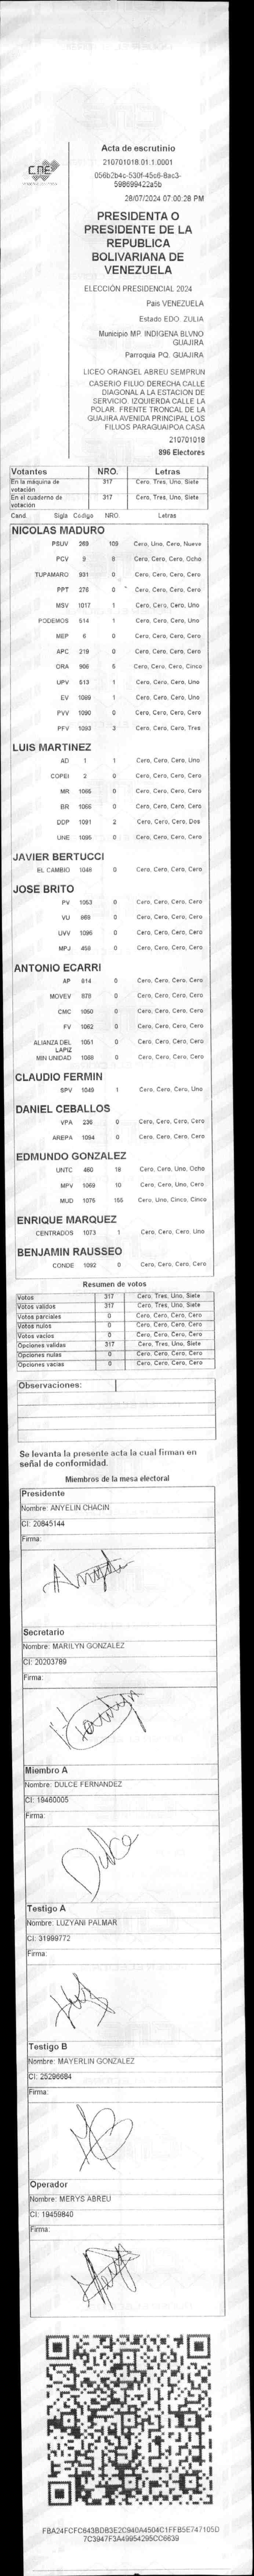 Acta de escrutinio
210701018.01.1.0001
056b2b4c-530f-45c6-8ac3-
598699422a5b
28/07/2024 07:00:28 PM
CNE
PRESIDENTA O
PRESIDENTE DE LA
REPUBLICA
BOLIVARIANA DE
VENEZUELA
ELECCIÓN PRESIDENCIAL 2024
País VENEZUELA
Estado EDO. ZULIA
Municipio MP. INDIGENA BLVNO
GUAJIRA
Parroquia PQ. GUAJIRA
LICEO ORANGEL ABREU SEMPRUN
CASERIO FILUO DERECHA CALLE
DIAGONAL A LA ESTACION DE
SERVICIO. IZQUIERDA CALLE LA
POLAR. FRENTE TRONCAL DE LA
GUAJIRA AVENIDA PRINCIPAL LOS
FILUOS PARAGUAIPOA CASA
210701018
896 Electores
Votantes NRO. Letras
En la máquina de votación 317 Cero, Tres, Uno, Siete
En el cuaderno de votación 317 Cero, Tres, Uno, Siete
Cand. Sigla Código NRO. Letras
NICOLAS MADURO
PSUV 269 109 Cero, Uno, Cero, Nueve
PCV 9 8 Cero, Cero, Cero, Ocho
TUPAMARO 931 0 Cero, Cero, Cero, Cero
PPT 278 0 Cero, Cero, Cero, Cero
MSV 1017 1 Cero, Cero, Cero, Uno
PODEMOS 514 1 Cero, Cero, Cero, Uno
MEP 6 0 Cero, Cero, Cero, Cero
APC 219 0 Cero, Cero, Cero, Cero
ORA 906 5 Cero, Cero, Cero, Cinco
UPV 513 1 Cero, Cero, Cero, Uno
EV 1089 1 Cero, Cero, Cero, Uno
PVV 1090 0 Cero, Cero, Cero, Cero
PFV 1093 3 Cero, Cero, Cero, Tres
LUIS MARTINEZ
AD 1 1 Cero, Cero, Cero, Uno
COPEI 2 0 Cero, Cero, Cero, Cero
MR 1065 0 Cero, Cero, Cero, Cero
BR 1066 0 Cero, Cero, Cero, Cero
DDP 1091 2 Cero, Cero, Cero, Dos
UNE 1095 0 Cero, Cero, Cero, Cero
JAVIER BERTUCCI
EL CAMBIO 1048 0 Cero, Cero, Cero, Cero
JOSE BRITO
PV 1053 0 Cero, Cero, Cero, Cero
VU 869 0 Cero, Cero, Cero, Cero
UVV 1096 0 Cero, Cero, Cero, Cero
MPJ 458 0 Cero, Cero, Cero, Cero
ANTONIO ECARRI
AP 814 0 Cero, Cero, Cero, Cero
MOVEV 879 0 Cero, Cero, Cero, Cero
CMC 1050 0 Cero, Cero, Cero, Cero
FV 1062 0 Cero, Cero, Cero, Cero
ALIANZA DEL LAPIZ 1051 0 Cero, Cero, Cero, Cero
MIN UNIDAD 1088 0 Cero, Cero, Cero, Cero
CLAUDIO FERMIN
SPV 1049 1 Cero, Cero, Cero, Uno
DANIEL CEBALLOS
VPA 236 0 Cero, Cero, Cero, Cero
AREPA 1094 0 Cero, Cero, Cero, Cero
EDMUNDO GONZALEZ
UNTC 460 18 Cero, Cero, Uno, Ocho
MPV 1069 10 Cero, Cero, Uno, Cero
MUD 1075 155 Cero, Uno, Cinco, Cinco
ENRIQUE MARQUEZ
CENTRADOS 1073 1 Cero, Cero, Cero, Uno
BENJAMIN RAUSSEO
CONDE 1092 0 Cero, Cero, Cero, Cero
Resumen de votos
Votos 317 Cero, Tres, Uno, Siete
Votos validos 317 Cero, Tres, Uno, Siete
Votos parciales 0 Cero, Cero, Cero, Cero
Votos nulos 0 Cero, Cero, Cero, Cero
Votos vacios 0 Cero, Cero, Cero, Cero
Opciones validas 317 Cero, Tres, Uno, Siete
Opciones nulas 0 Cero, Cero, Cero, Cero
Opciones vacias 0 Cero, Cero, Cero, Cero
Observaciones:
Se levanta la presente acta la cual firman en
señal de conformidad.
Miembros de la mesa electoral
Presidente
Nombre: ANYELIN CHACIN
CI: 20845144
Firma:
Secretario
Nombre: MARILYN GONZALEZ
CI: 20203789
Firma:
Miembro A
Nombre: DULCE FERNANDEZ
CI: 19460005
Firma:
Dulce
Testigo A
Nombre: LUZYANI PALMAR
CI: 31999772
Firma:
Testigo B
Nombre: MAYERLIN GONZALEZ
CI: 25296684
Firma:
Operador
Nombre: MERYS ABREU
CI: 19459840
Firma:
FBA24FCFC643BDB3E2C940A4504C1FFB5E747105D
7C3947F3A49954295CC6639